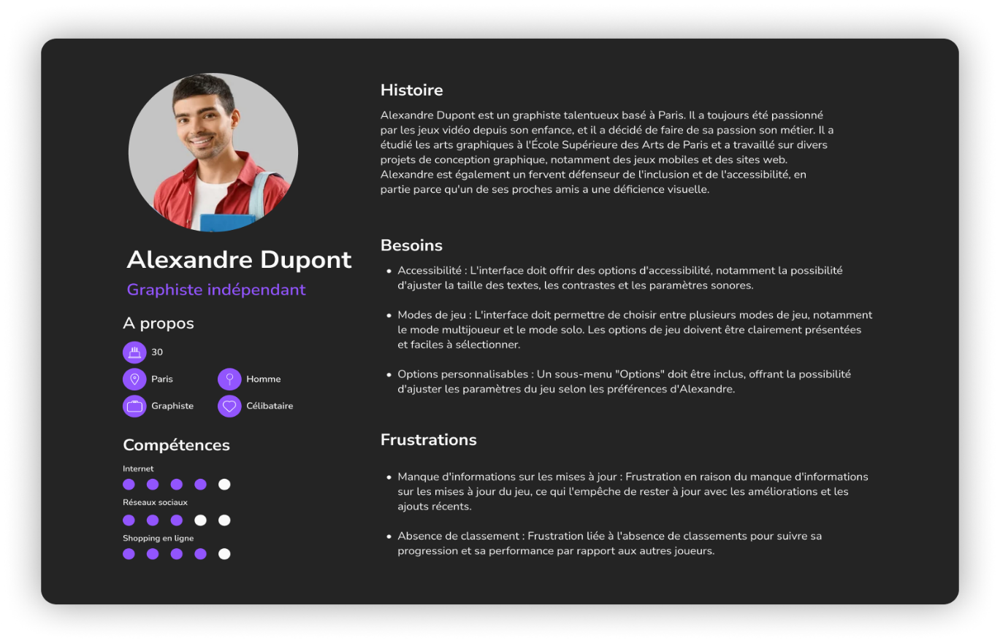 Alexandre Dupont
Graphiste indépendant
A propos
30
Paris
Homme
Graphiste
Célibataire
Compétences
Internet
Réseaux sociaux
Shopping en ligne
Histoire
Alexandre Dupont est un graphiste talentueux basé à Paris. Il a toujours été passionné
par les jeux vidéo depuis son enfance, et il a décidé de faire de sa passion son métier. Il a
étudié les arts graphiques à l'École Supérieure des Arts de Paris et a travaillé sur divers
projets de conception graphique, notamment des jeux mobiles et des sites web.
Alexandre est également un fervent défenseur de l'inclusion et de l'accessibilité, en
partie parce qu'un de ses proches amis a une déficience visuelle.
Besoins
• Accessibilité : L'interface doit offrir des options d'accessibilité, notamment la possibilité
d'ajuster la taille des textes, les contrastes et les paramètres sonores.
• Modes de jeu : L'interface doit permettre de choisir entre plusieurs modes de jeu, notamment
le mode multijoueur et le mode solo. Les options de jeu doivent être clairement présentées
et faciles à sélectionner.
• Options personnalisables : Un sous-menu "Options" doit être inclus, offrant la possibilité
d'ajuster les paramètres du jeu selon les préférences d'Alexandre.
Frustrations
• Manque d'informations sur les mises à jour : Frustration en raison du manque d'informations
sur les mises à jour du jeu, ce qui l'empêche de rester à jour avec les améliorations et les
ajouts récents.
• Absence de classement : Frustration liée à l'absence de classements pour suivre sa
progression et sa performance par rapport aux autres joueurs.